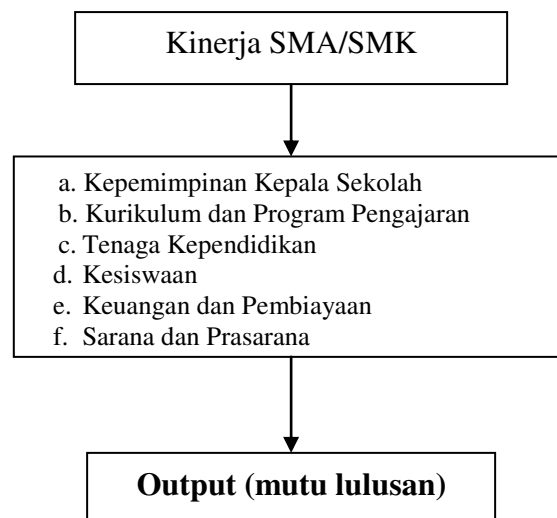 Kinerja SMA/SMK
a. Kepemimpinan Kepala Sekolah
b. Kurikulum dan Program Pengajaran
c. Tenaga Kependidikan
d. Kesiswaan
e. Keuangan dan Pembiayaan
f. Sarana dan Prasarana
Output (mutu lulusan)